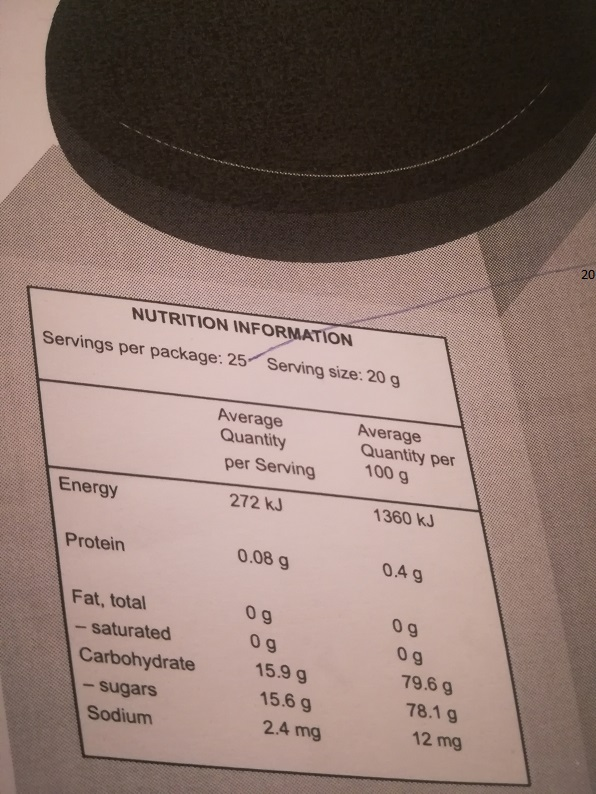 20
NUTRITION INFORMATION
Servings per package: 25 Serving size: 20 g
Average Quantity per Serving
Average Quantity per 100 g
Energy 272 kJ 1360 kJ
Protein 0.08 g 0.4 g
Fat, total 0 g 0 g
– saturated 0 g 0 g
Carbohydrate 15.9 g 79.6 g
– sugars 15.6 g 78.1 g
Sodium 2.4 mg 12 mg